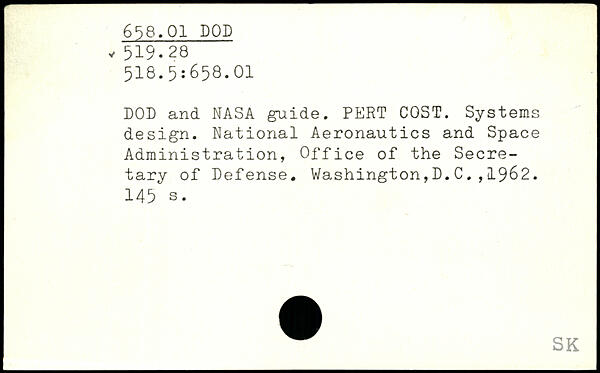 658.01 DOD
✓ 519.28
518.5:658.01
DOD and NASA guide. PERT COST. Systems
design. National Aeronautics and Space
Administration, Office of the Secre-
tary of Defense. Washington,D.C.,1962.
145 s.
SK